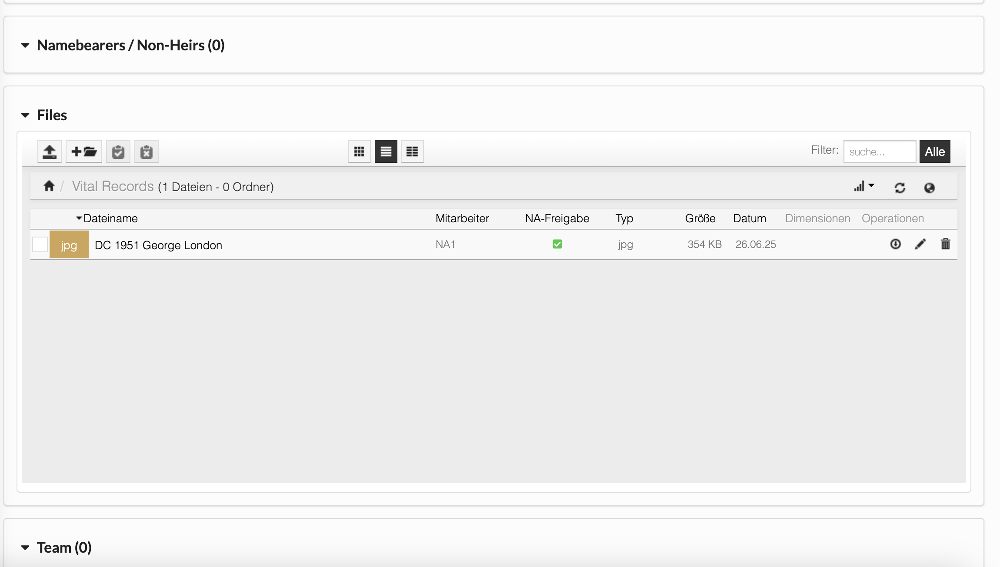 Namebearers / Non-Heirs (0)
Files
Filter: suche... Alle
/ Vital Records (1 Dateien - 0 Ordner)
Dateiname Mitarbeiter NA-Freigabe Typ Größe Datum Dimensionen Operationen
jpg DC 1951 George London NA1 jpg 354 KB 26.06.25
Team (0)